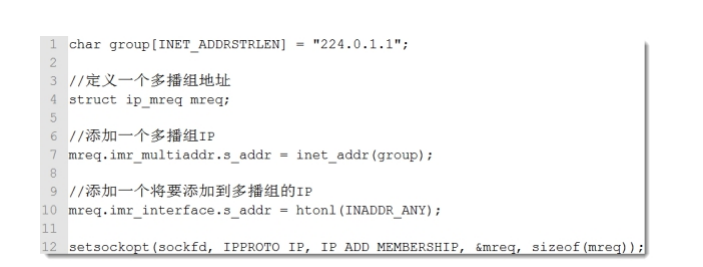 1 char group[INET_ADDRSTRLEN] = "224.0.1.1";
2
3 //定义一个多播组地址
4 struct ip_mreq mreq;
5
6 //添加一个多播组IP
7 mreq.imr_multiaddr.s_addr = inet_addr(group);
8
9 //添加一个将要添加到多播组的IP
10 mreq.imr_interface.s_addr = htonl(INADDR_ANY);
11
12 setsockopt(sockfd, IPPROTO_IP, IP_ADD_MEMBERSHIP, &mreq, sizeof(mreq));